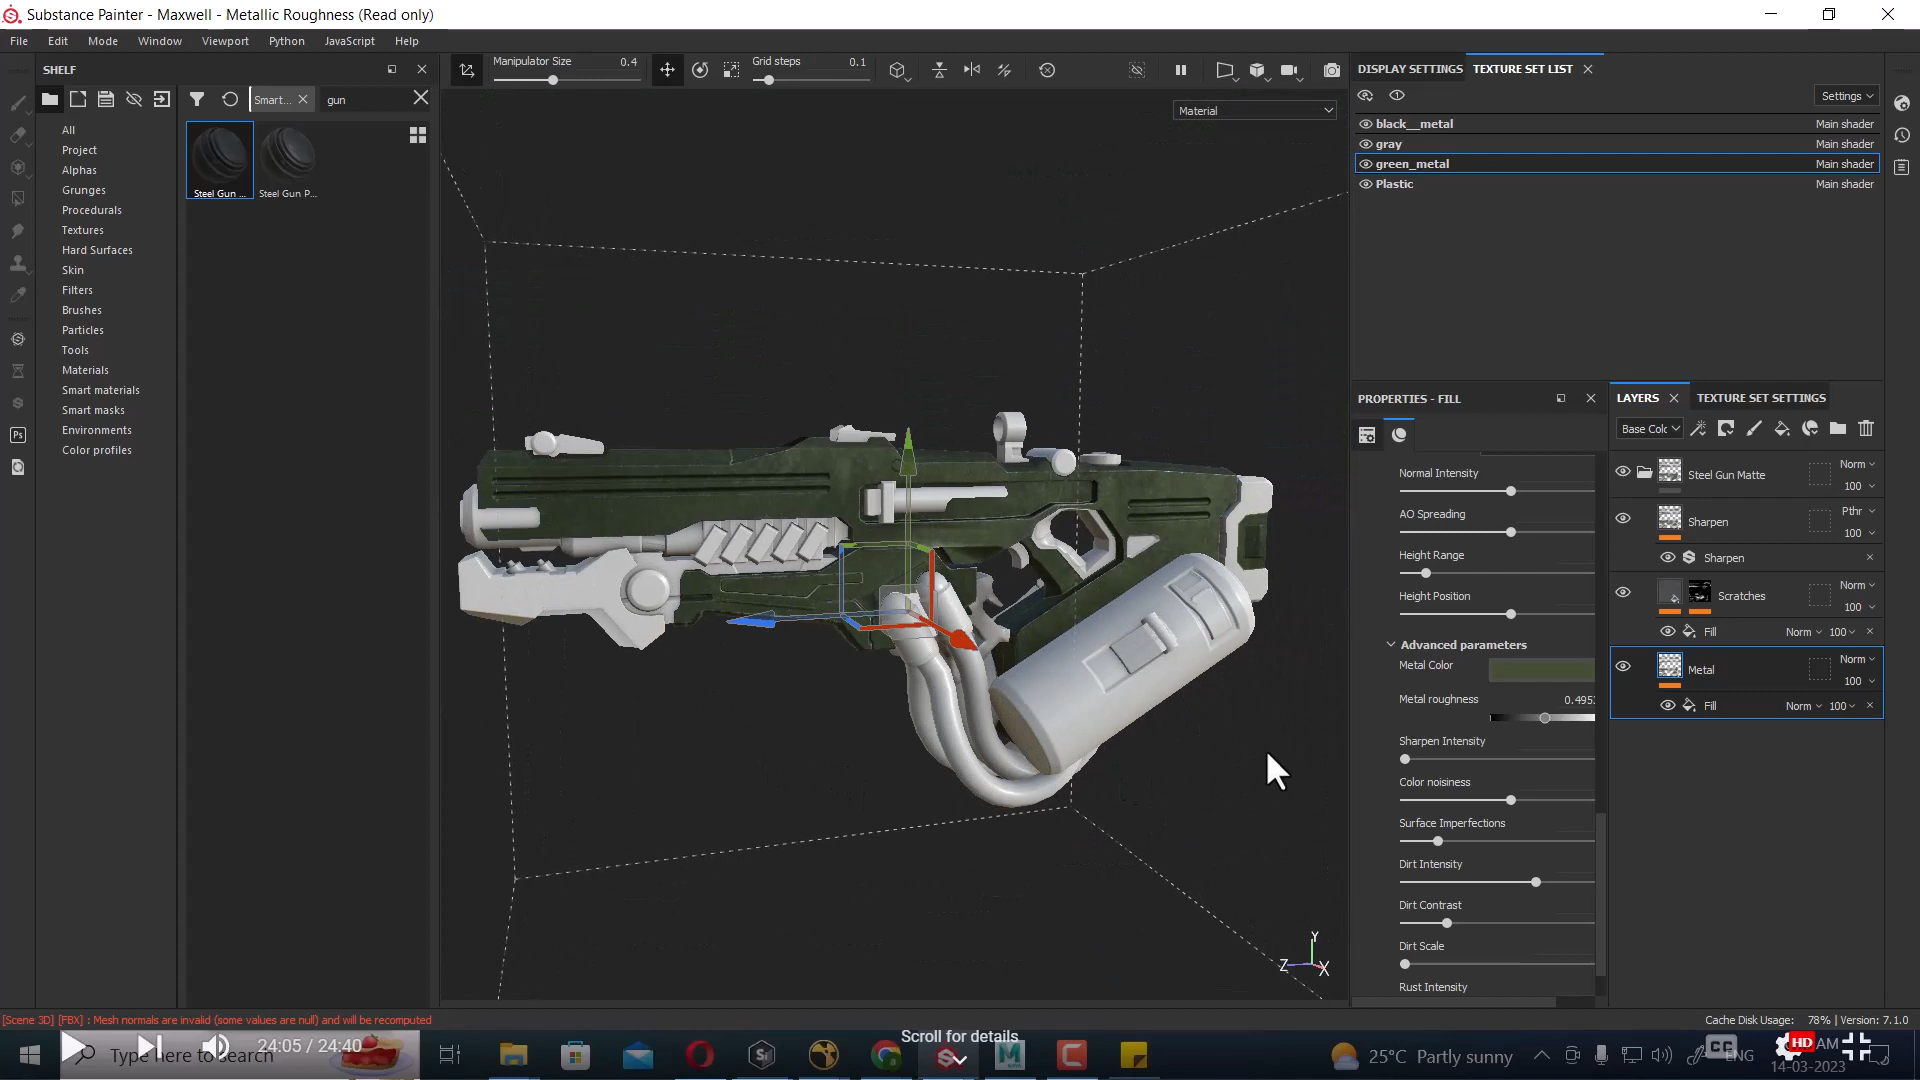 Substance Painter - Maxwell - Metallic Roughness (Read only)
File Edit Mode Window Viewport Python JavaScript Help
SHELF
Smart...
gun
All
Project
Alphas
Grunges
Procedurals
Textures
Hard Surfaces
Skin
Filters
Brushes
Particles
Tools
Materials
Smart materials
Smart masks
Environments
Color profiles
Steel Gun ...
Steel Gun P...
Manipulator Size 0.4
Grid steps 0.1
Material
Y
Z
X
DISPLAY SETTINGS
TEXTURE SET LIST
Settings
black__metal Main shader
gray Main shader
green_metal Main shader
Plastic Main shader
PROPERTIES - FILL
Normal Intensity
AO Spreading
Height Range
Height Position
Advanced parameters
Metal Color
Metal roughness 0.495
Sharpen Intensity
Color noisiness
Surface Imperfections
Dirt Intensity
Dirt Contrast
Dirt Scale
Rust Intensity
LAYERS
TEXTURE SET SETTINGS
Base Colc
Steel Gun Matte Norm
100
Sharpen Pthr
100
Sharpen
Scratches Norm
100
Fill Norm 100
Metal Norm
100
Fill Norm 100
Ps
[Scene 3D] [FBX] : Mesh normals are invalid (some values are null) and will be recomputed
Cache Disk Usage: 78% | Version: 7.1.0
Type here to search
24:05 / 24:40
Scroll for details
Si
S
M
C
25°C Partly sunny
CC
ENG
HD
AM
14-03-2023